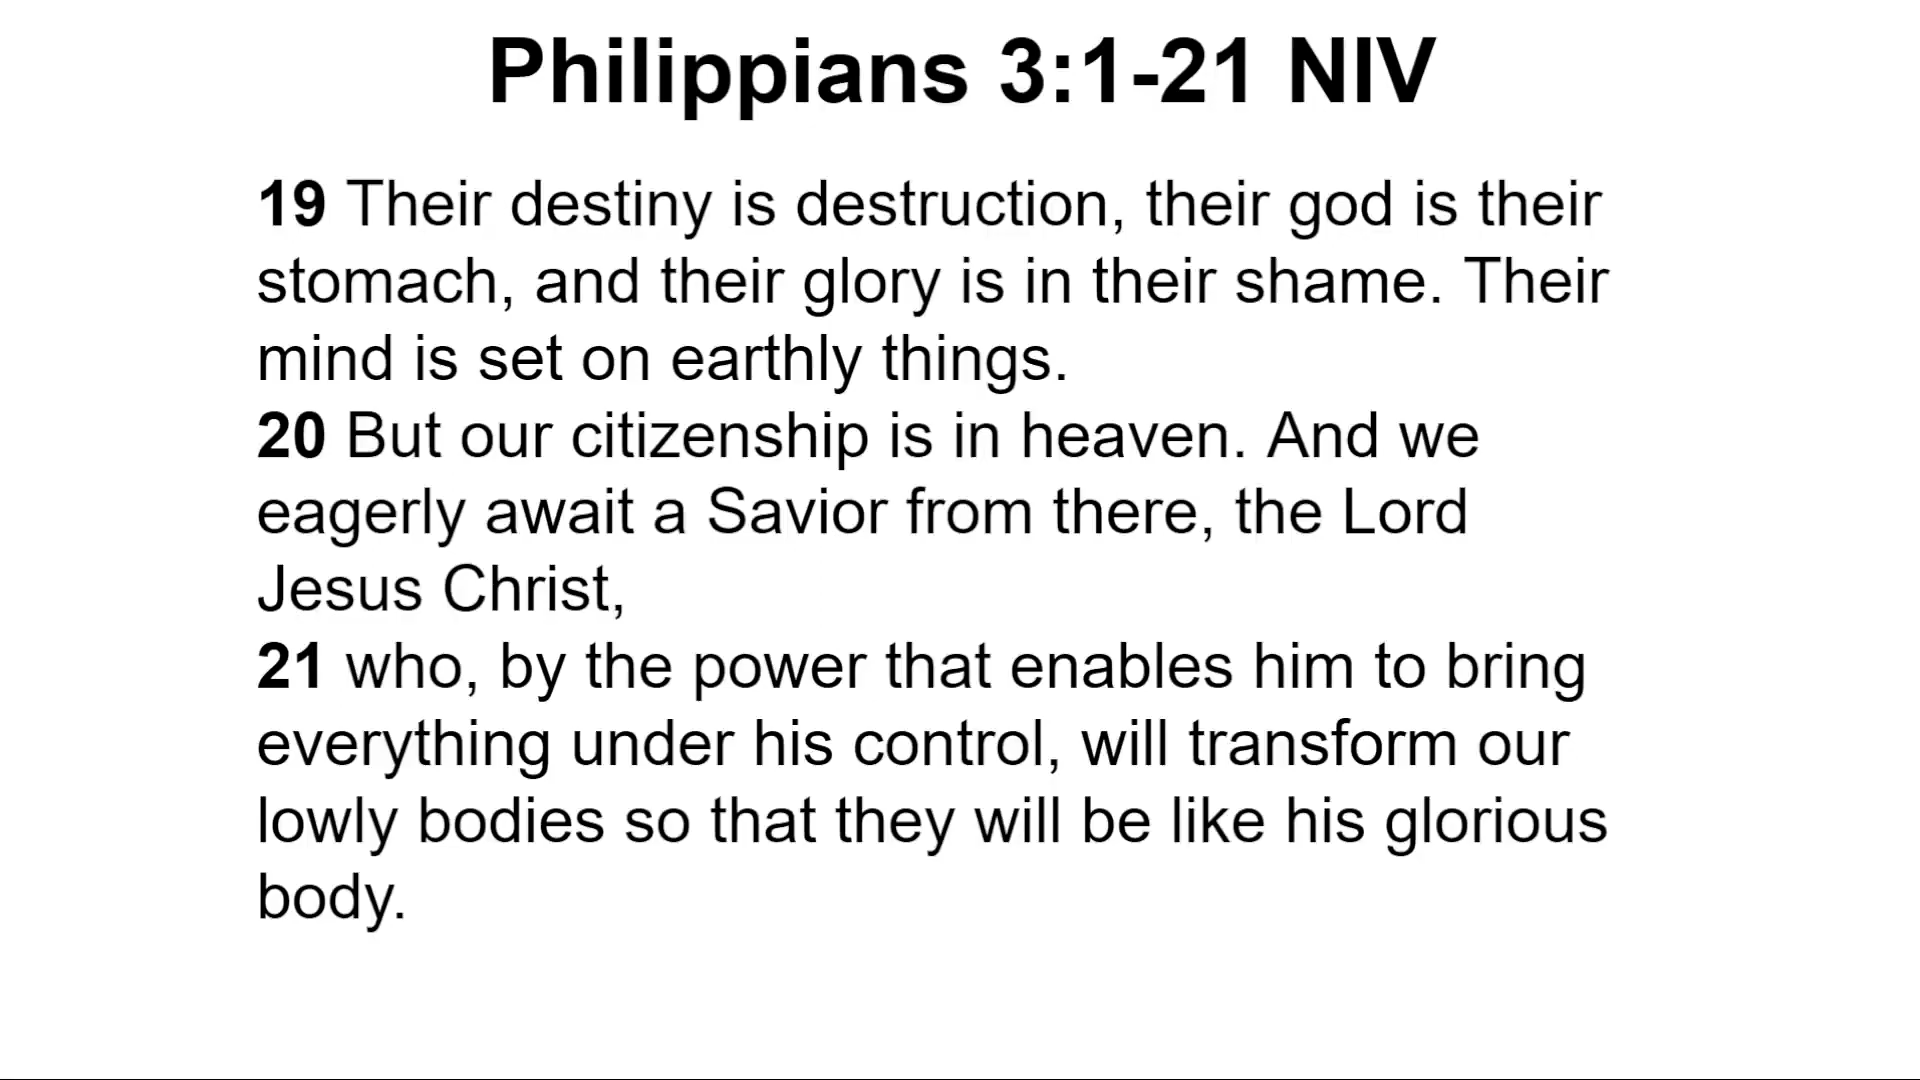 Philippians 3:1-21 NIV
19 Their destiny is destruction, their god is their
stomach, and their glory is in their shame. Their
mind is set on earthly things.
20 But our citizenship is in heaven. And we
eagerly await a Savior from there, the Lord
Jesus Christ,
21 who, by the power that enables him to bring
everything under his control, will transform our
lowly bodies so that they will be like his glorious
body.